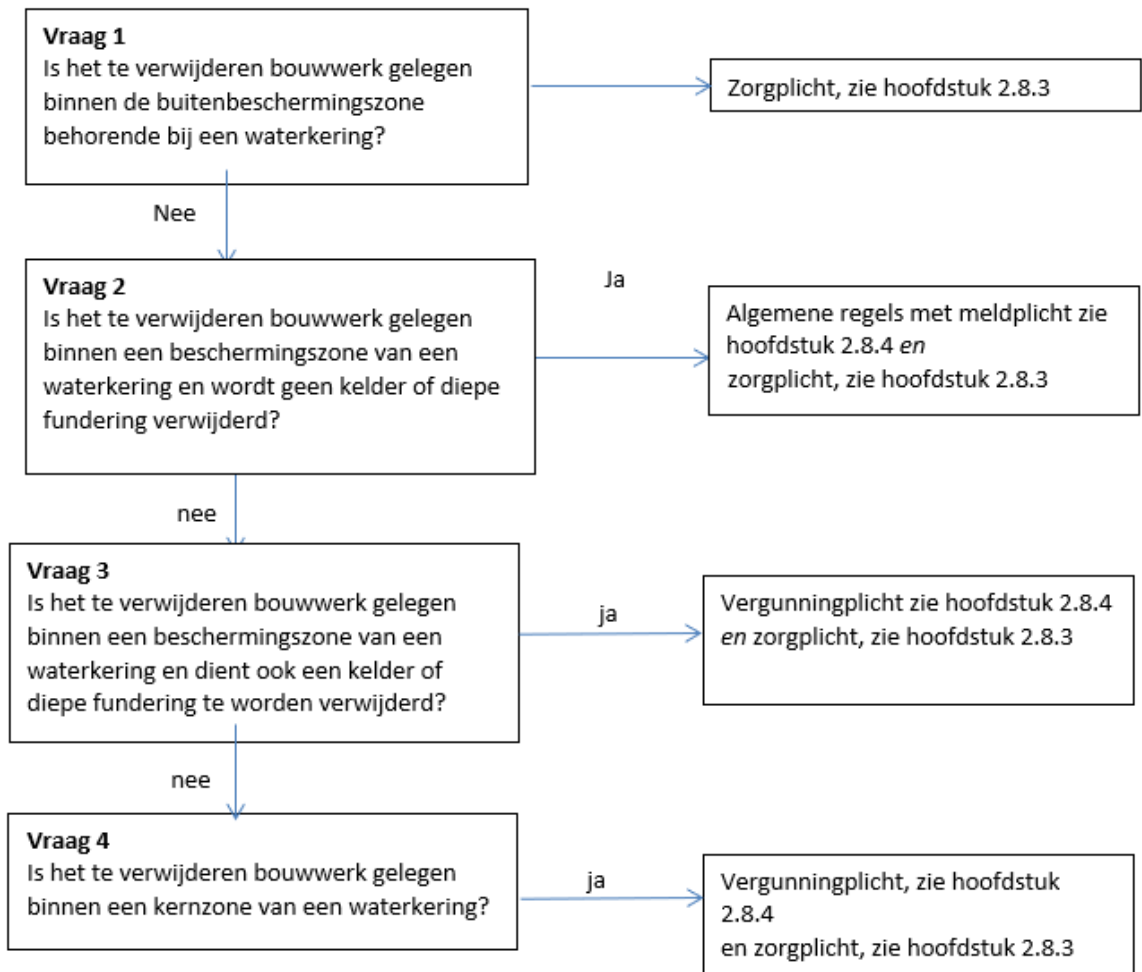 Vraag 1
Is het te verwijderen bouwwerk gelegen
binnen de buitenbeschermingszone
behorende bij een waterkering?
Zorgplicht, zie hoofdstuk 2.8.3
Nee
Vraag 2
Is het te verwijderen bouwwerk gelegen
binnen een beschermingszone van een
waterkering en wordt geen kelder of diepe
fundering verwijderd?
Ja
Algemene regels met meldplicht zie
hoofdstuk 2.8.4 en
zorgplicht, zie hoofdstuk 2.8.3
nee
Vraag 3
Is het te verwijderen bouwwerk gelegen
binnen een beschermingszone van een
waterkering en dient ook een kelder of
diepe fundering te worden verwijderd?
ja
Vergunningplicht zie hoofdstuk 2.8.4
en zorgplicht, zie hoofdstuk 2.8.3
nee
Vraag 4
Is het te verwijderen bouwwerk gelegen
binnen een kernzone van een waterkering?
ja
Vergunningplicht, zie hoofdstuk
2.8.4
en zorgplicht, zie hoofdstuk 2.8.3